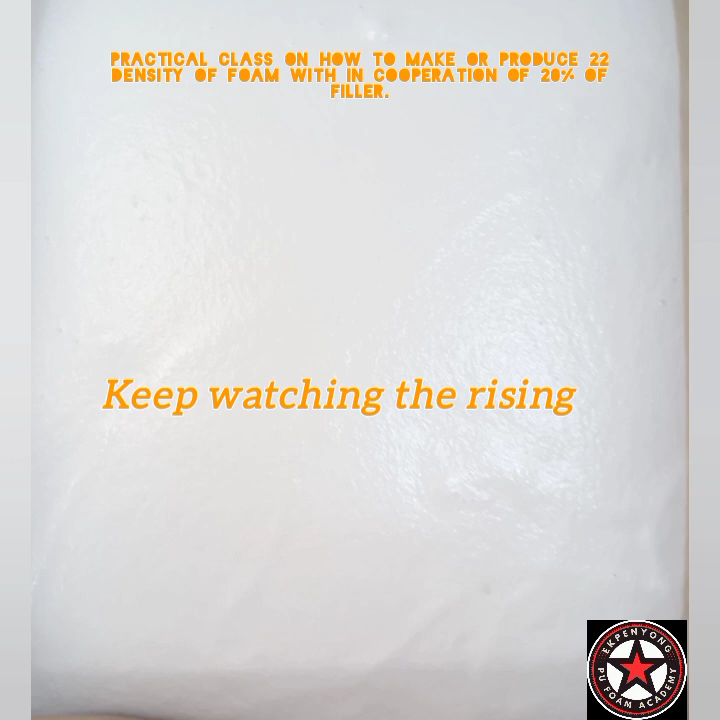 PRACTICAL CLASS ON HOW TO MAKE OR PRODUCE 22
DENSITY OF FOAM WITH IN COOPERATION OF 20% OF
FILLER.
Keep watching the rising
EKPENYONG
PU FOAM ACADEMY